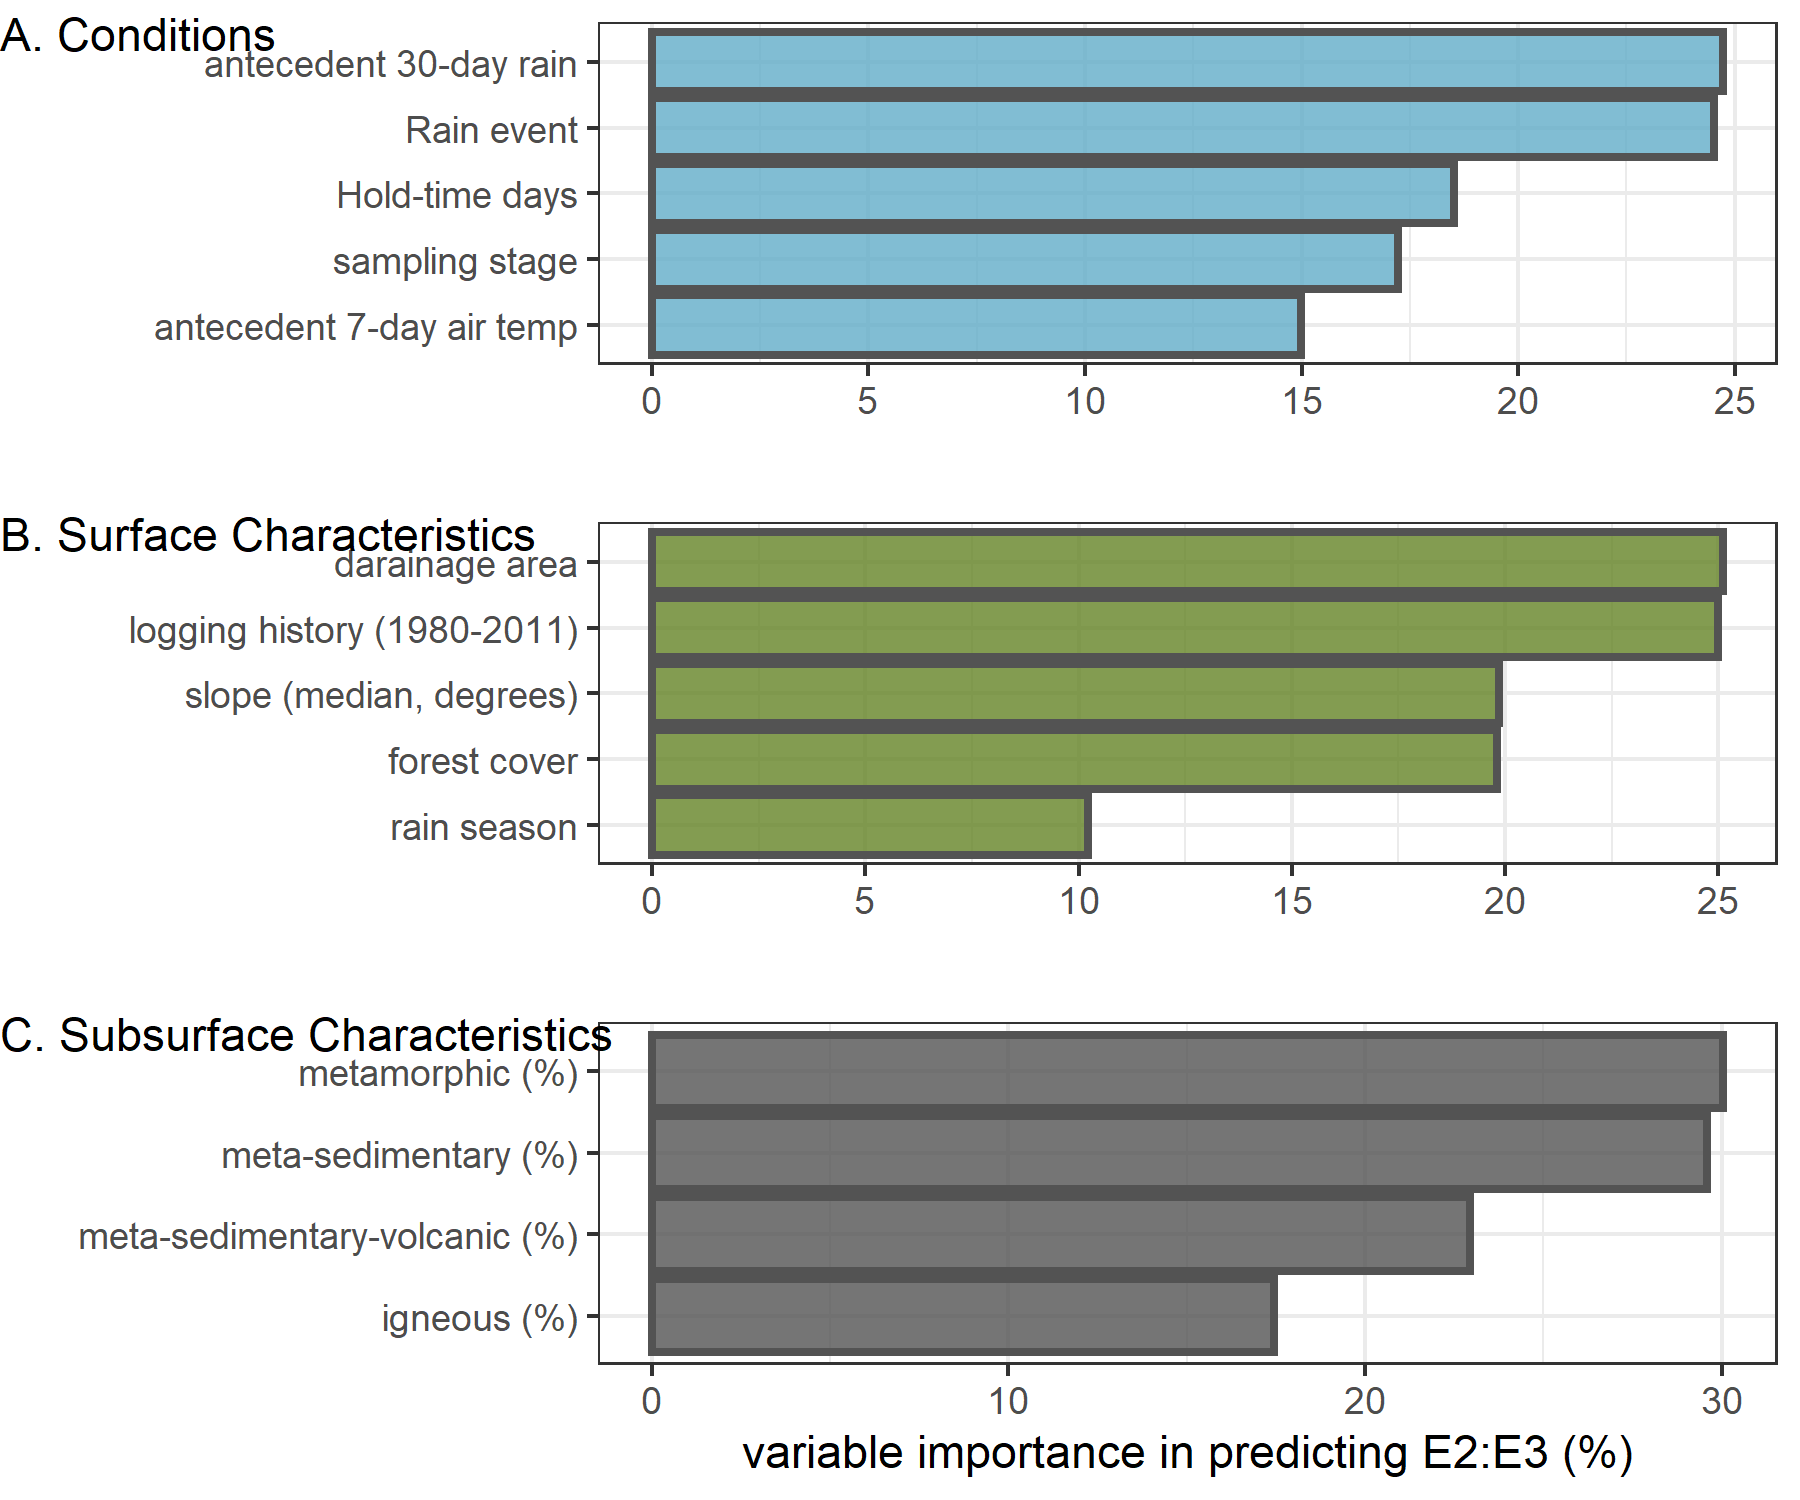 A. Conditions
antecedent 30-day rain
Rain event
Hold-time days
sampling stage
antecedent 7-day air temp
0 5 10 15 20 25
B. Surface Characteristics
darainage area
logging history (1980-2011)
slope (median, degrees)
forest cover
rain season
0 5 10 15 20 25
C. Subsurface Characteristics
metamorphic (%)
meta-sedimentary (%)
meta-sedimentary-volcanic (%)
igneous (%)
0 10 20 30
variable importance in predicting E2:E3 (%)